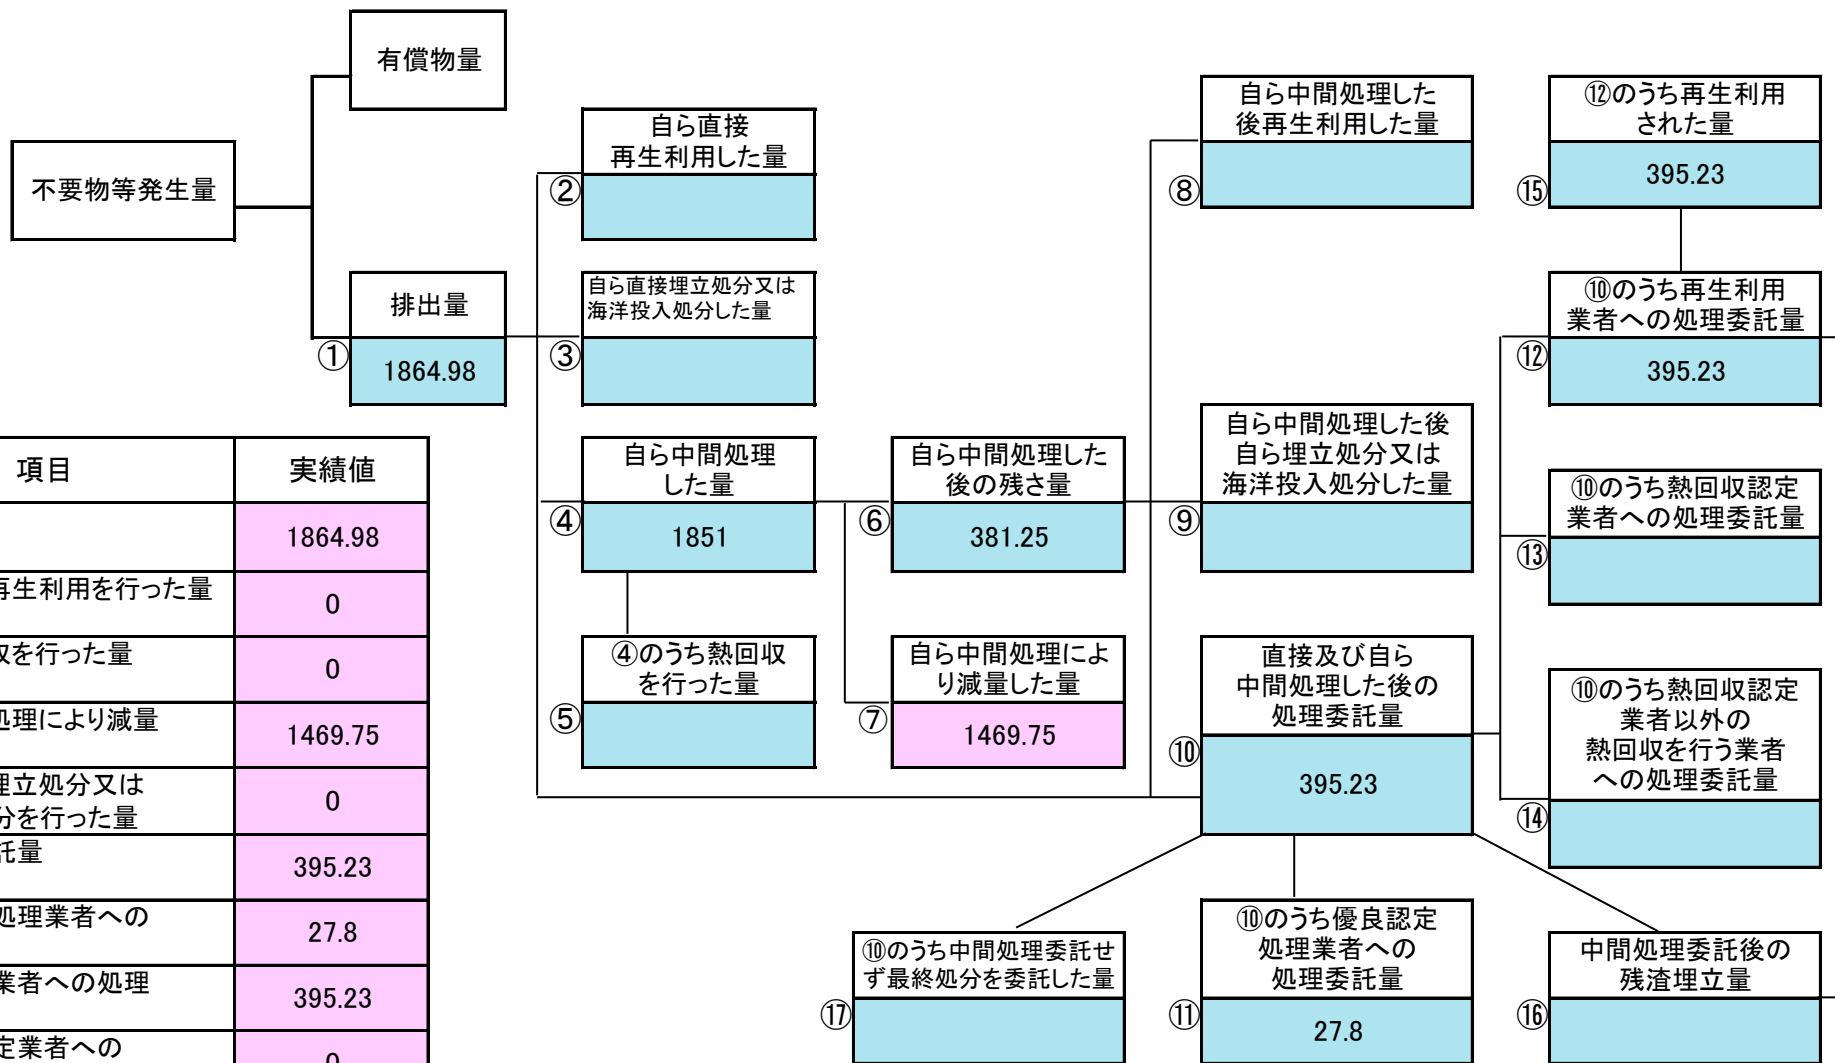 有償物量
不要物等発生量
排出量
①
1864.98
自ら直接
再生利用した量
②
自ら直接埋立処分又は
海洋投入処分した量
③
自ら中間処理
した量
④
1851
④のうち熱回収
を行った量
⑤
自ら中間処理した
後の残さ量
⑥
381.25
自ら中間処理によ
り減量した量
⑦
1469.75
自ら中間処理した
後再生利用した量
⑧
自ら中間処理した後
自ら埋立処分又は
海洋投入処分した量
⑨
直接及び自ら
中間処理した後の
処理委託量
⑩
395.23
⑩のうち優良認定
処理業者への
処理委託量
⑪
27.8
⑫のうち再生利用
された量
⑮
395.23
⑩のうち再生利用
業者への処理委託量
⑫
395.23
⑩のうち熱回収認定
業者への処理委託量
⑬
⑩のうち熱回収認定
業者以外の
熱回収を行う業者
への処理委託量
⑭
中間処理委託後の
残渣埋立量
⑯
⑩のうち中間処理委託せ
ず最終処分を委託した量
⑰
項目 実績値
1864.98
再生利用を行った量 0
収を行った量 0
処理により減量 1469.75
埋立処分又は
分を行った量 0
託量 395.23
処理業者への 27.8
業者への処理 395.23
定業者への 0